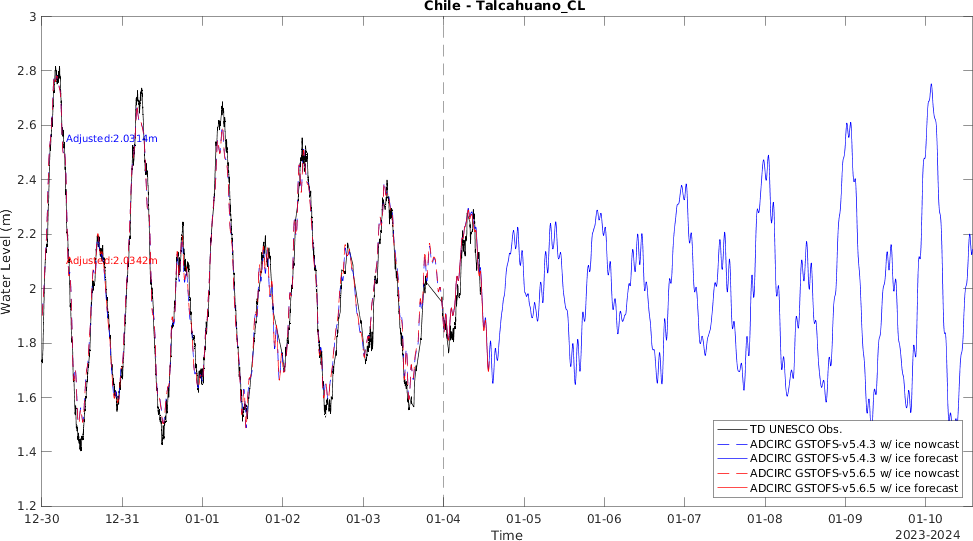 Chile - Talcahuano_CL
3
2.8
2.6
2.4
2.2
2
1.8
1.6
1.4
1.2
Water Level (m)
Adjusted:2.0314m
Adjusted:2.0342m
TD UNESCO Obs.
ADCIRC GSTOFS-v5.4.3 w/ ice nowcast
ADCIRC GSTOFS-v5.4.3 w/ ice forecast
ADCIRC GSTOFS-v5.6.5 w/ ice nowcast
ADCIRC GSTOFS-v5.6.5 w/ ice forecast
12-30 12-31 01-01 01-02 01-03 01-04 01-05 01-06 01-07 01-08 01-09 01-10
Time
2023-2024